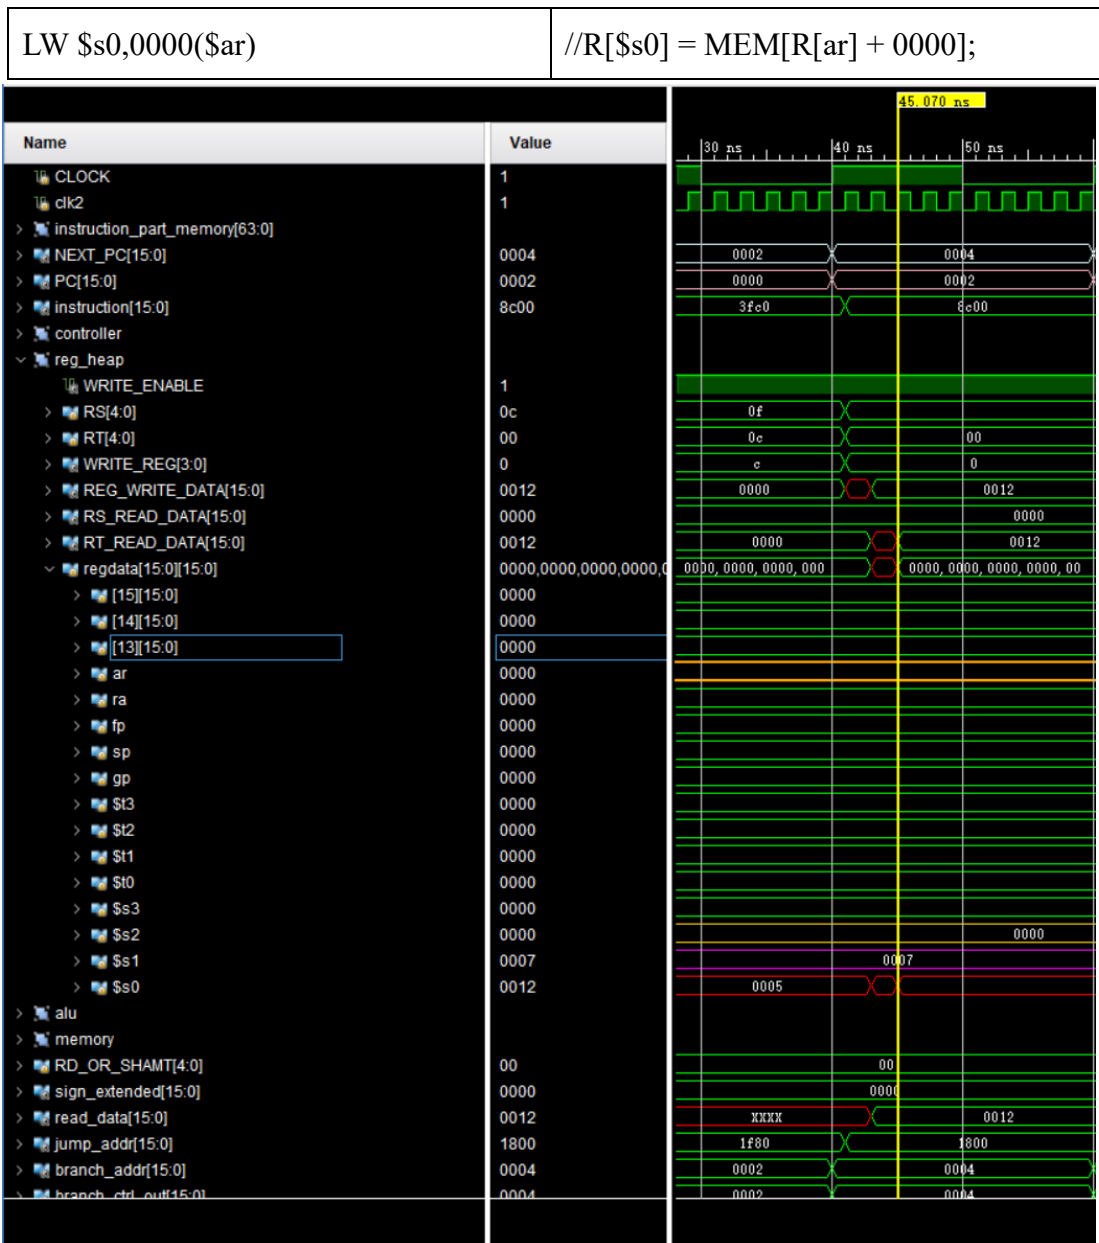 LW $s0,0000($ar) //R[$s0] = MEM[R[ar] + 0000];
45.070 ns
Name Value 30 ns 40 ns 50 ns
CLOCK 1
clk2 1
instruction_part_memory[63:0]
NEXT_PC[15:0] 0004 0002 0004
PC[15:0] 0002 0000 0002
instruction[15:0] 8c00 3fc0 8c00
controller
reg_heap
WRITE_ENABLE 1
RS[4:0] 0c 0f
RT[4:0] 00 0c 00
WRITE_REG[3:0] 0 c 0
REG_WRITE_DATA[15:0] 0012 0000 0012
RS_READ_DATA[15:0] 0000 0000
RT_READ_DATA[15:0] 0012 0000 0012
regdata[15:0][15:0] 0000,0000,0000,0000,0 0000, 0000, 0000, 000 0000, 0000, 0000, 0000, 00
[15][15:0] 0000
[14][15:0] 0000
[13][15:0] 0000
ar 0000
ra 0000
fp 0000
sp 0000
gp 0000
$t3 0000
$t2 0000
$t1 0000
$t0 0000
$s3 0000
$s2 0000 0000
$s1 0007 0007
$s0 0012 0005
alu
memory
RD_OR_SHAMT[4:0] 00 00
sign_extended[15:0] 0000 0000
read_data[15:0] 0012 XXXX 0012
jump_addr[15:0] 1800 1f80 1800
branch_addr[15:0] 0004 0002 0004
branch_ctrl_out[15:0] 0004 0002 0004